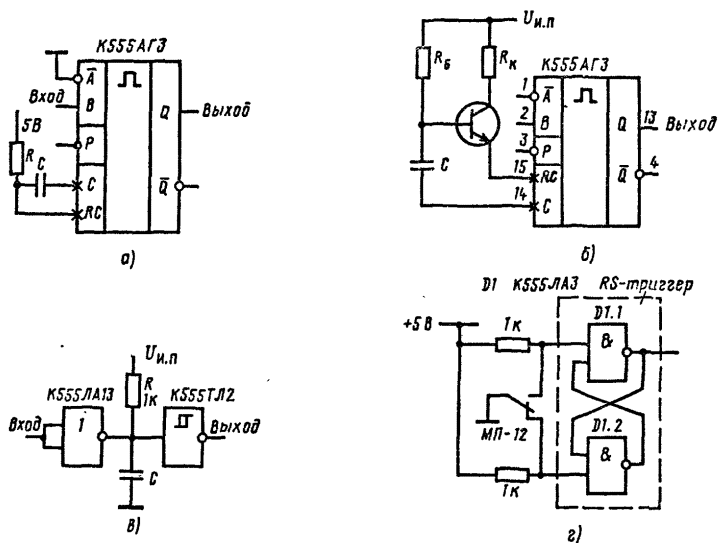 К555АГ3
A
B
Вход
Q
Выход
5В
P
R
C
C
Q
RC
а)
Uи.п
Rб
Rк
К555АГ3
1
A
2
B
Q
13
Выход
3
P
4
Q
C
15
RC
14
C
б)
Uи.п
К555ЛА13
R
1к
К555ТЛ2
Вход
1
Выход
C
в)
D1 К555ЛА3 RS-триггер
D1.1
+5В
1к
&
МП-12
D1.2
&
1к
г)